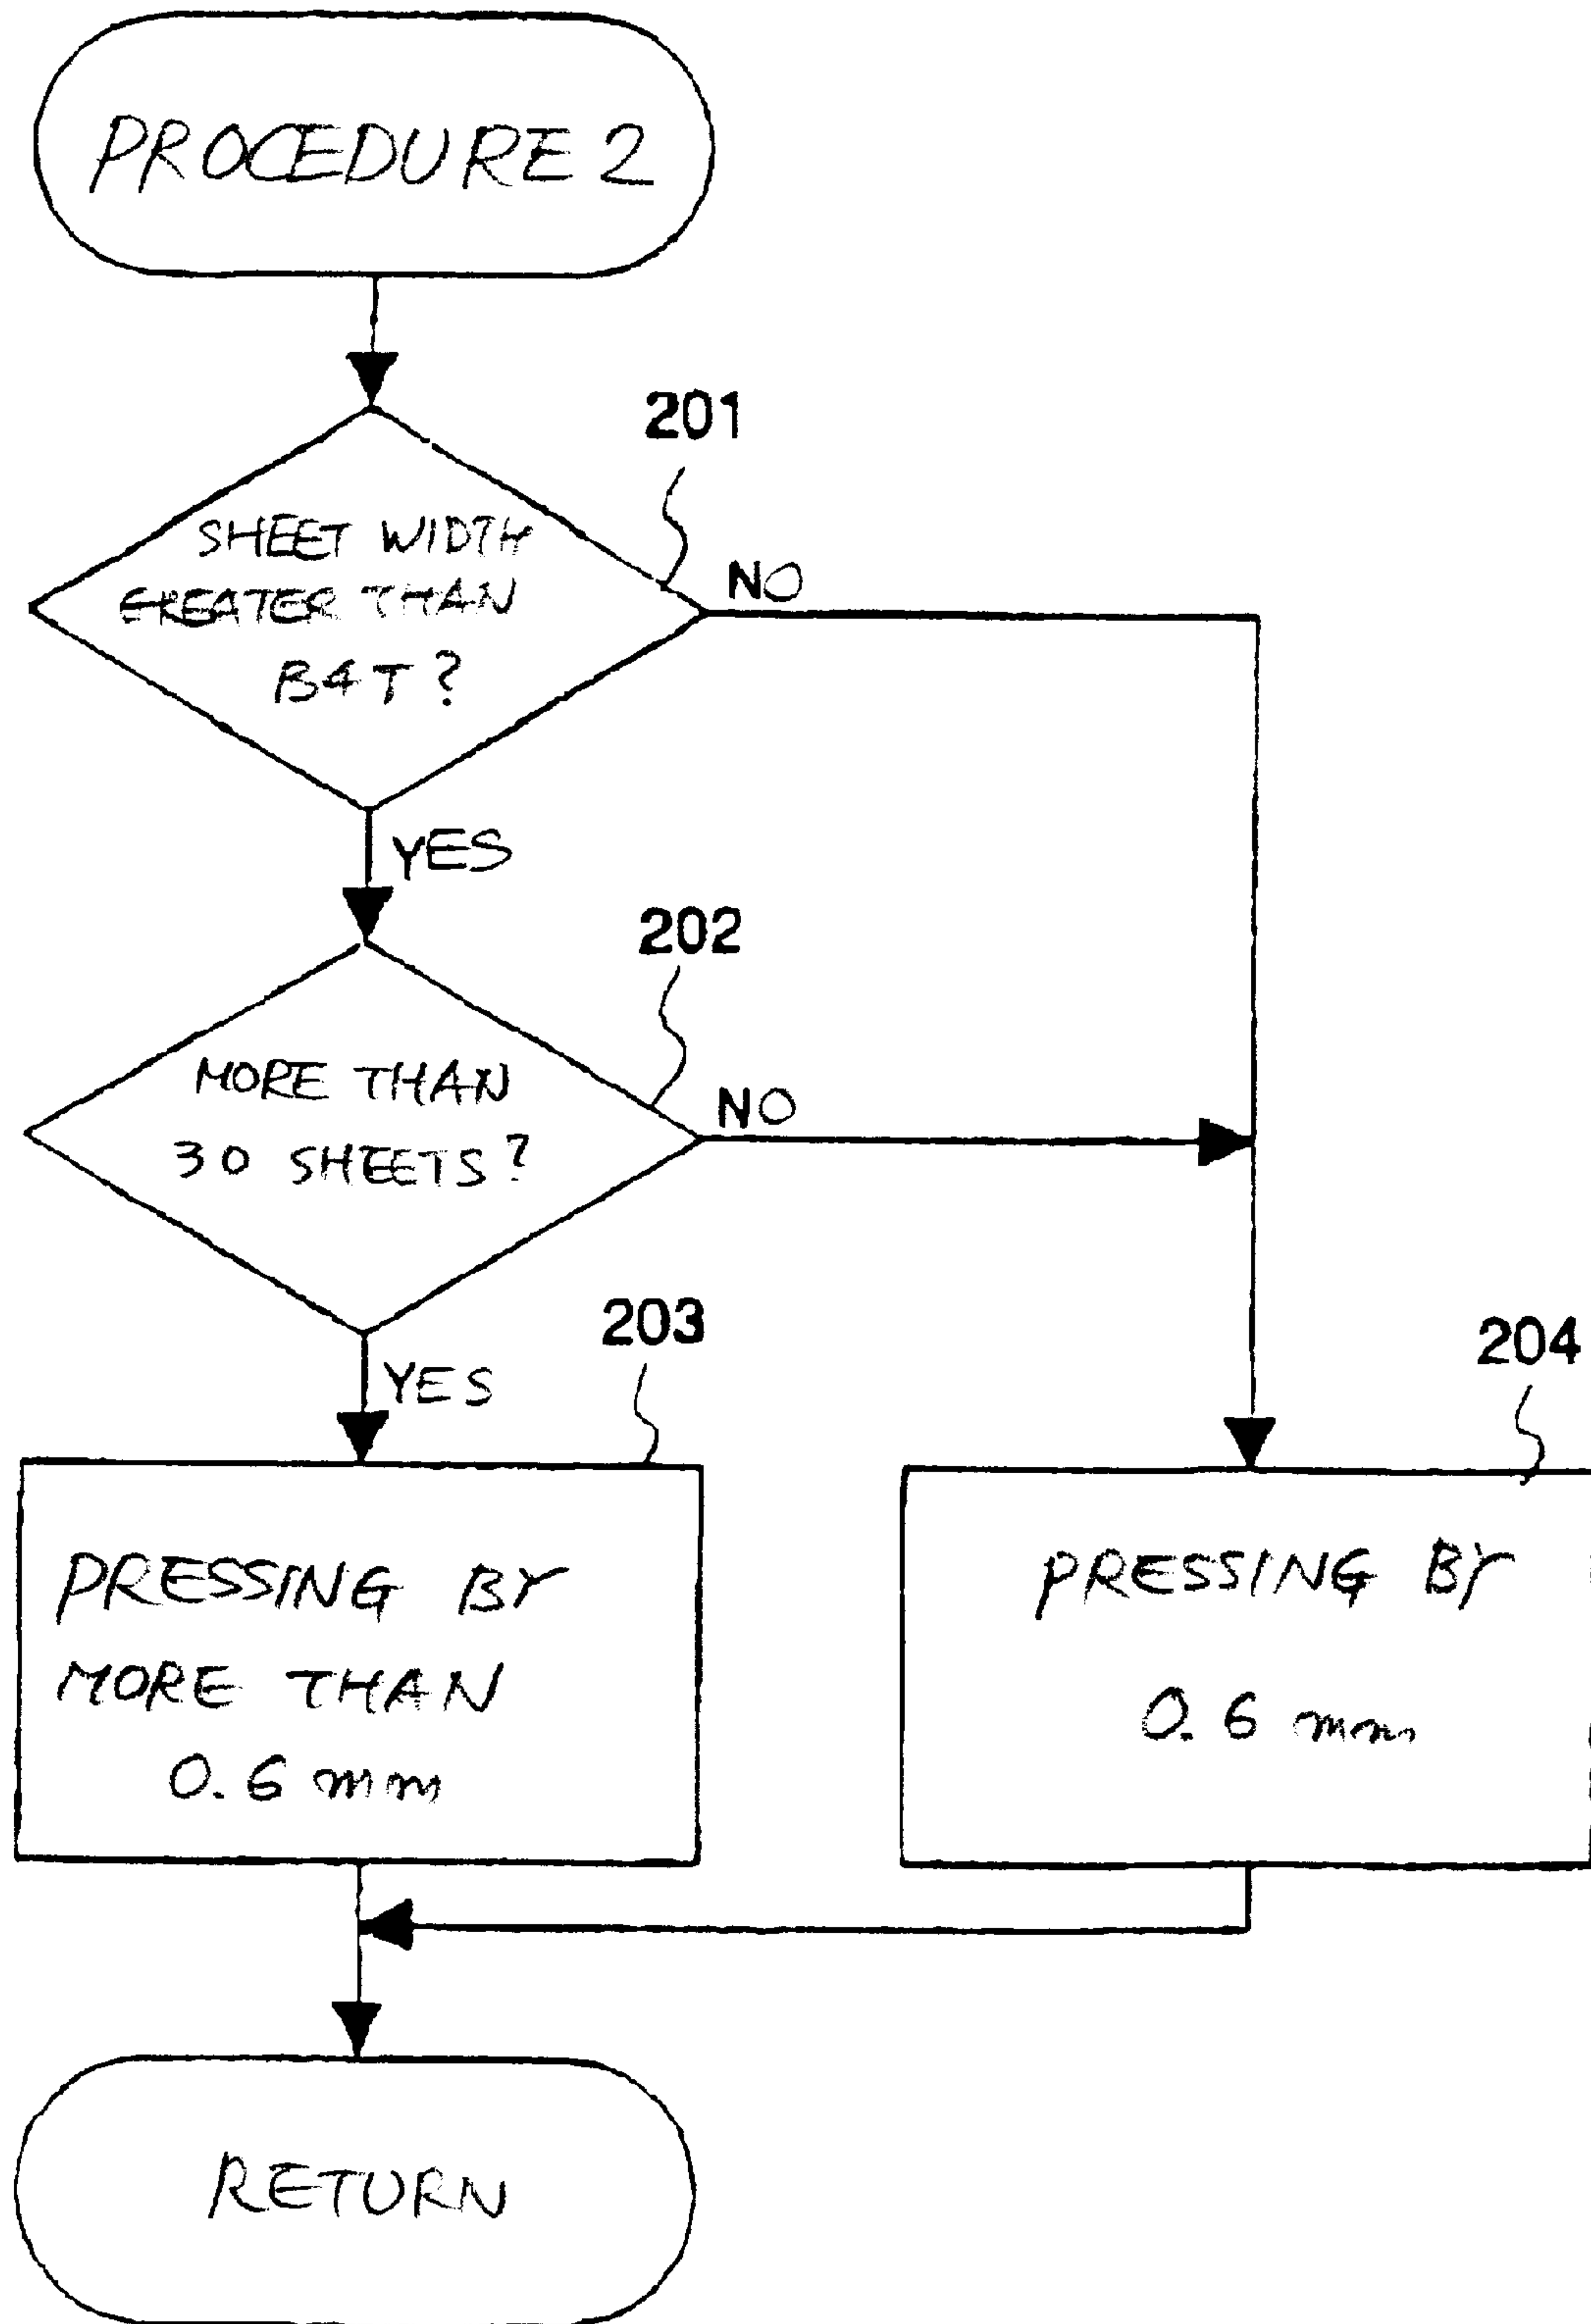 PROCEDURE 2
201
SHEET WIDTH
GREATER THAN
B4T?
NO
YES
202
MORE THAN
30 SHEETS?
NO
YES
203
204
PRESSING BY
MORE THAN
0.6 mm
PRESSING BY
0.6 mm
RETURN